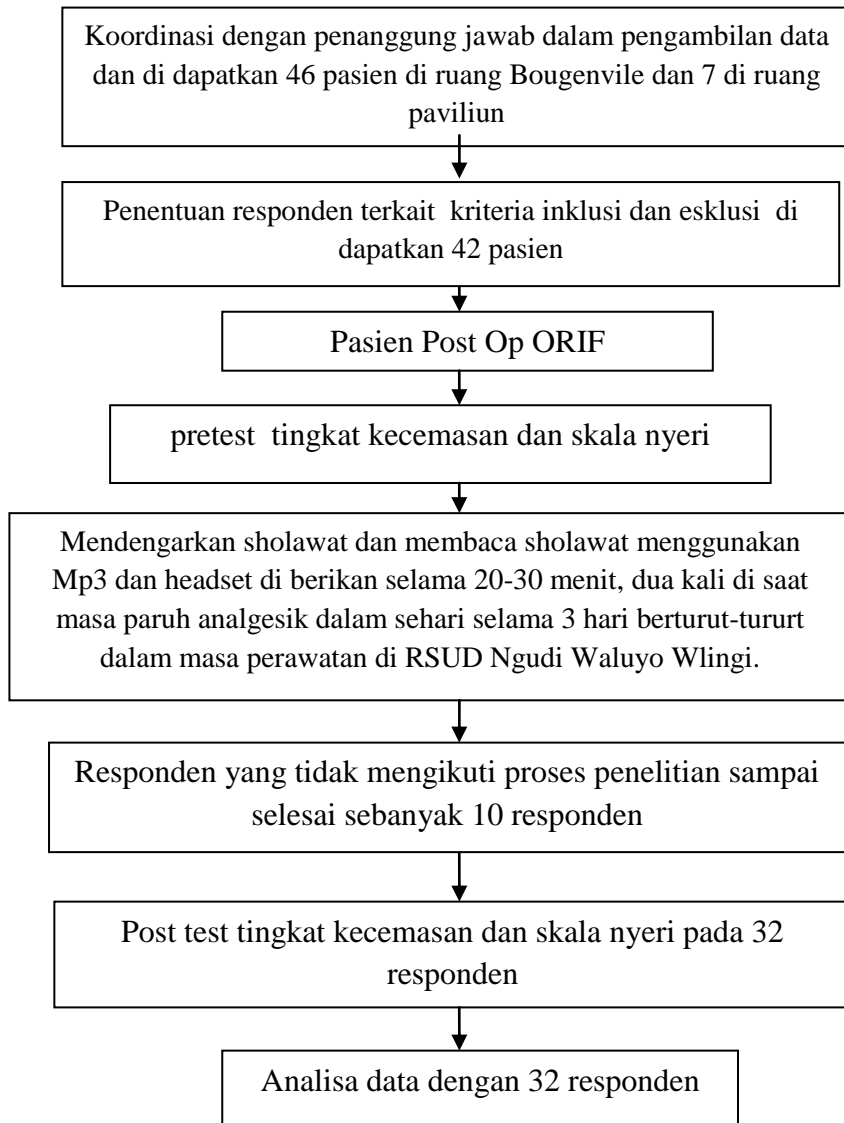 Koordinasi dengan penanggung jawab dalam pengambilan data
dan di dapatkan 46 pasien di ruang Bougenvile dan 7 di ruang
paviliun
Penentuan responden terkait kriteria inklusi dan esklusi di
dapatkan 42 pasien
Pasien Post Op ORIF
pretest tingkat kecemasan dan skala nyeri
Mendengarkan sholawat dan membaca sholawat menggunakan
Mp3 dan headset di berikan selama 20-30 menit, dua kali di saat
masa paruh analgesik dalam sehari selama 3 hari berturut-tururt
dalam masa perawatan di RSUD Ngudi Waluyo Wlingi.
Responden yang tidak mengikuti proses penelitian sampai
selesai sebanyak 10 responden
Post test tingkat kecemasan dan skala nyeri pada 32
responden
Analisa data dengan 32 responden